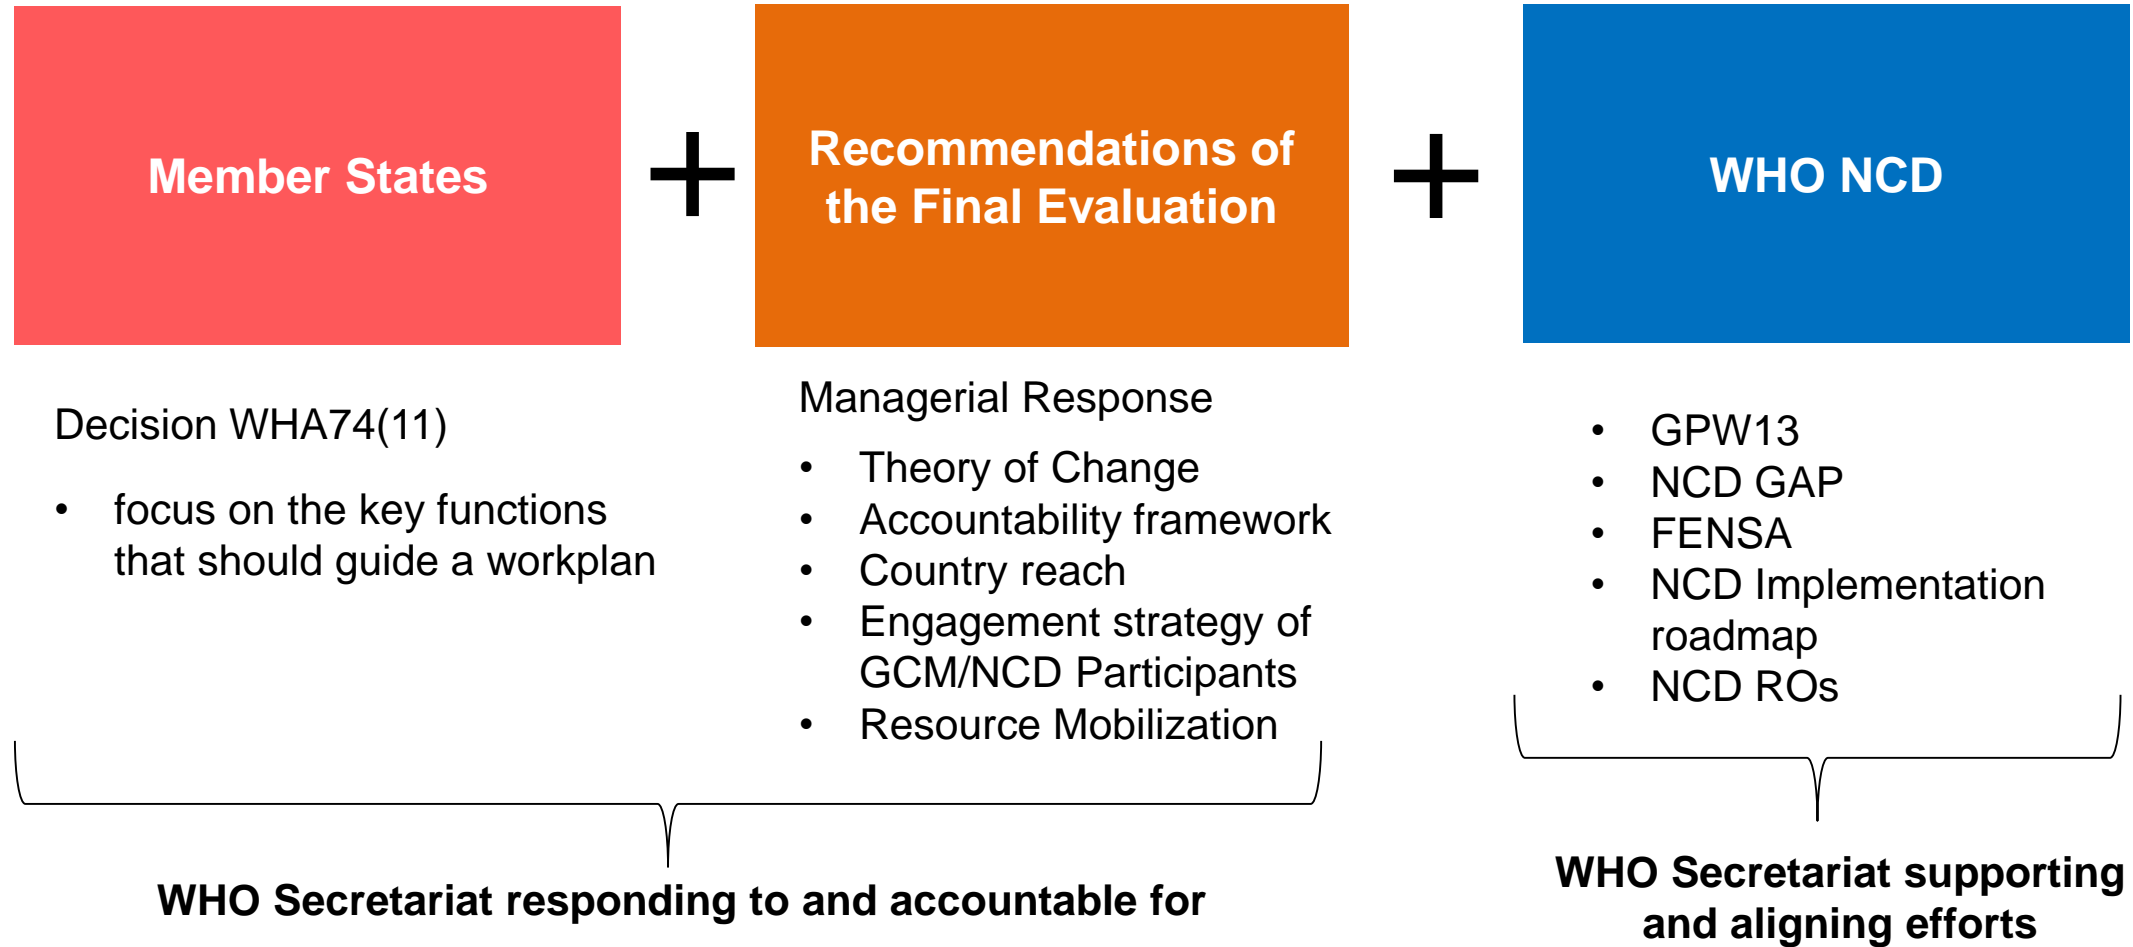 Member States
+
Recommendations of
the Final Evaluation
+
WHO NCD
Decision WHA74(11)
• focus on the key functions
that should guide a workplan
Managerial Response
• Theory of Change
• Accountability framework
• Country reach
• Engagement strategy of
GCM/NCD Participants
• Resource Mobilization
• GPW13
• NCD GAP
• FENSA
• NCD Implementation
roadmap
• NCD ROs
WHO Secretariat responding to and accountable for
WHO Secretariat supporting
and aligning efforts